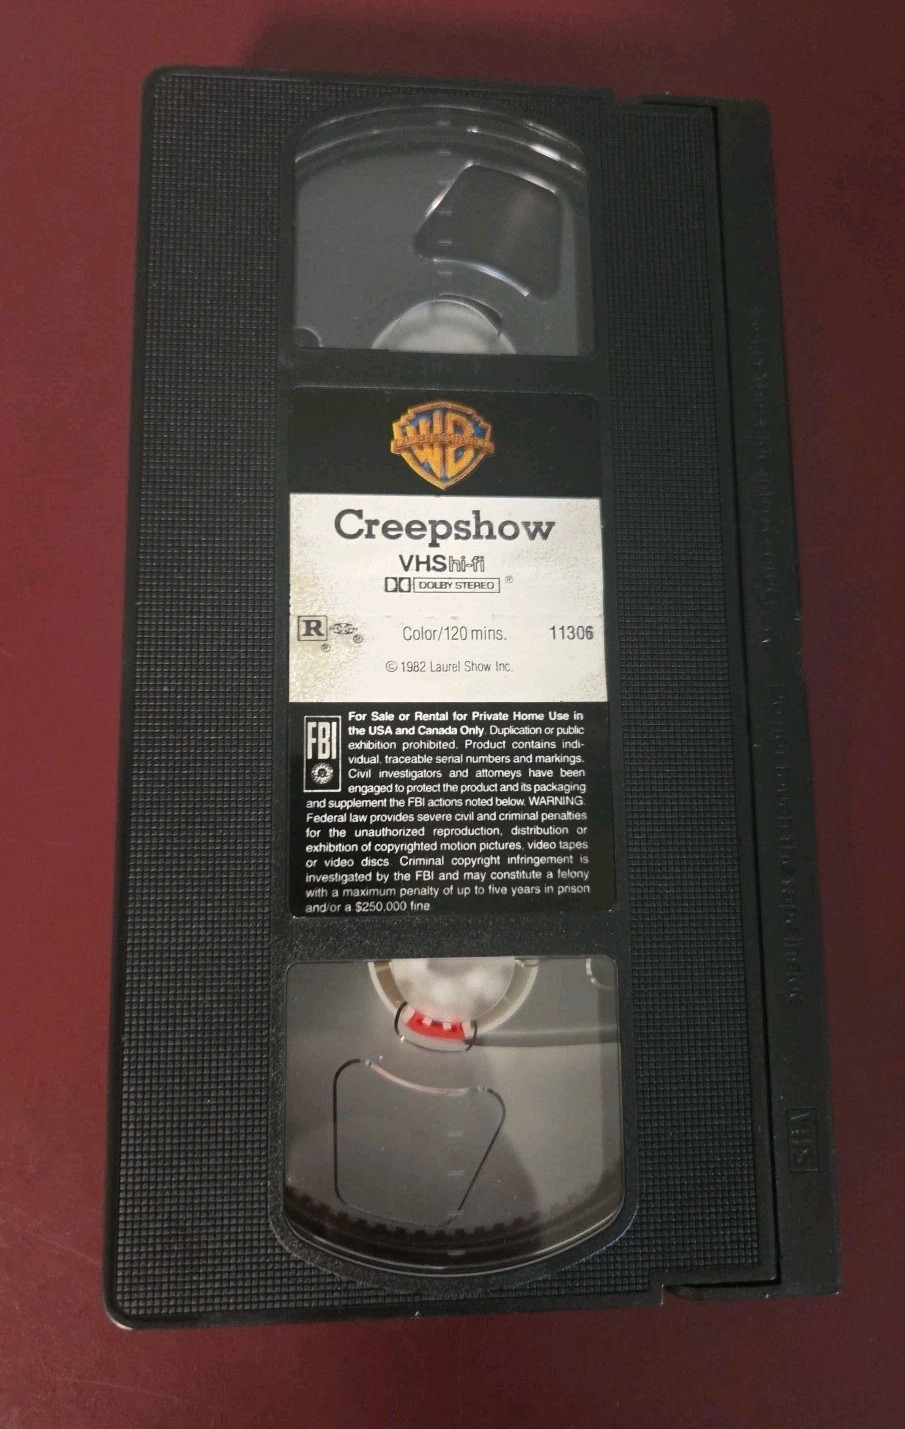 Creepshow
VHS hi-fi
DOLBY STEREO ®
R ® ®
Color/120 mins. 11306
© 1982 Laurel Show Inc.
FBI
For Sale or Rental for Private Home Use in
the USA and Canada Only. Duplication or public
exhibition prohibited. Product contains indi-
vidual, traceable serial numbers and markings.
Civil investigators and attorneys have been
engaged to protect the product and its packaging
and supplement the FBI actions noted below. WARNING:
Federal law provides severe civil and criminal penalties
for the unauthorized reproduction, distribution or
exhibition of copyrighted motion pictures, video tapes
or video discs. Criminal copyright infringement is
investigated by the FBI and may constitute a felony
with a maximum penalty of up to five years in prison
and/or a $250,000 fine.
VHS